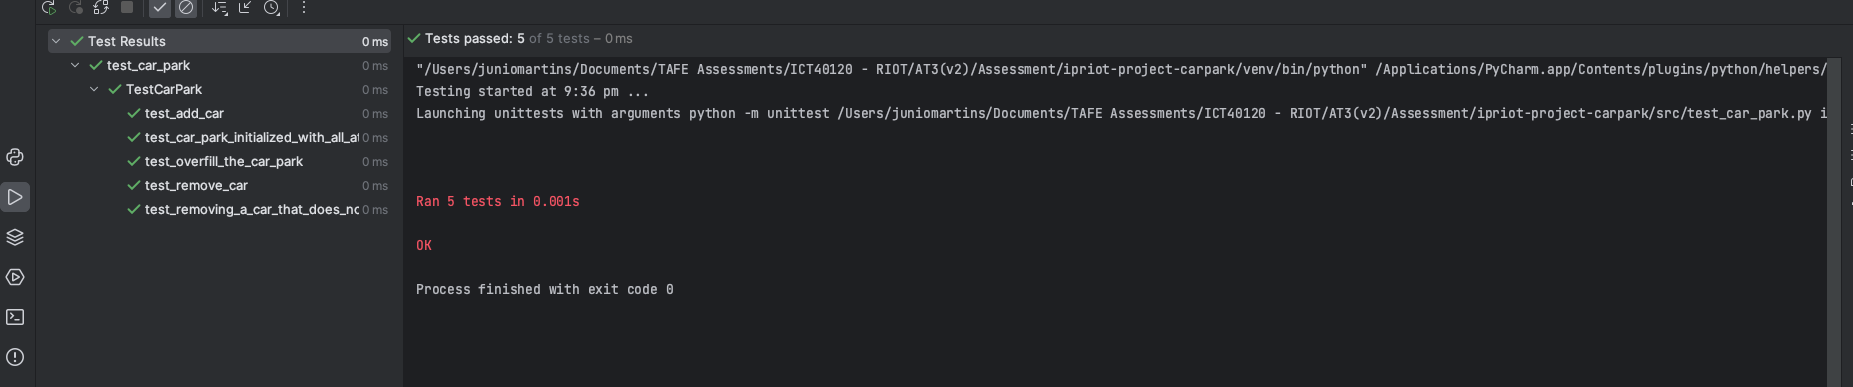 Test Results 0 ms
test_car_park 0 ms
TestCarPark 0 ms
test_add_car 0 ms
test_car_park_initialized_with_all_at 0 ms
test_overfill_the_car_park 0 ms
test_remove_car 0 ms
test_removing_a_car_that_does_no 0 ms
Tests passed: 5 of 5 tests – 0 ms
"/Users/juniomartins/Documents/TAFE Assessments/ICT40120 - RIOT/AT3(v2)/Assessment/ipriot-project-carpark/venv/bin/python" /Applications/PyCharm.app/Contents/plugins/python/helpers/
Testing started at 9:36 pm ...
Launching unittests with arguments python -m unittest /Users/juniomartins/Documents/TAFE Assessments/ICT40120 - RIOT/AT3(v2)/Assessment/ipriot-project-carpark/src/test_car_park.py i
Ran 5 tests in 0.001s
OK
Process finished with exit code 0